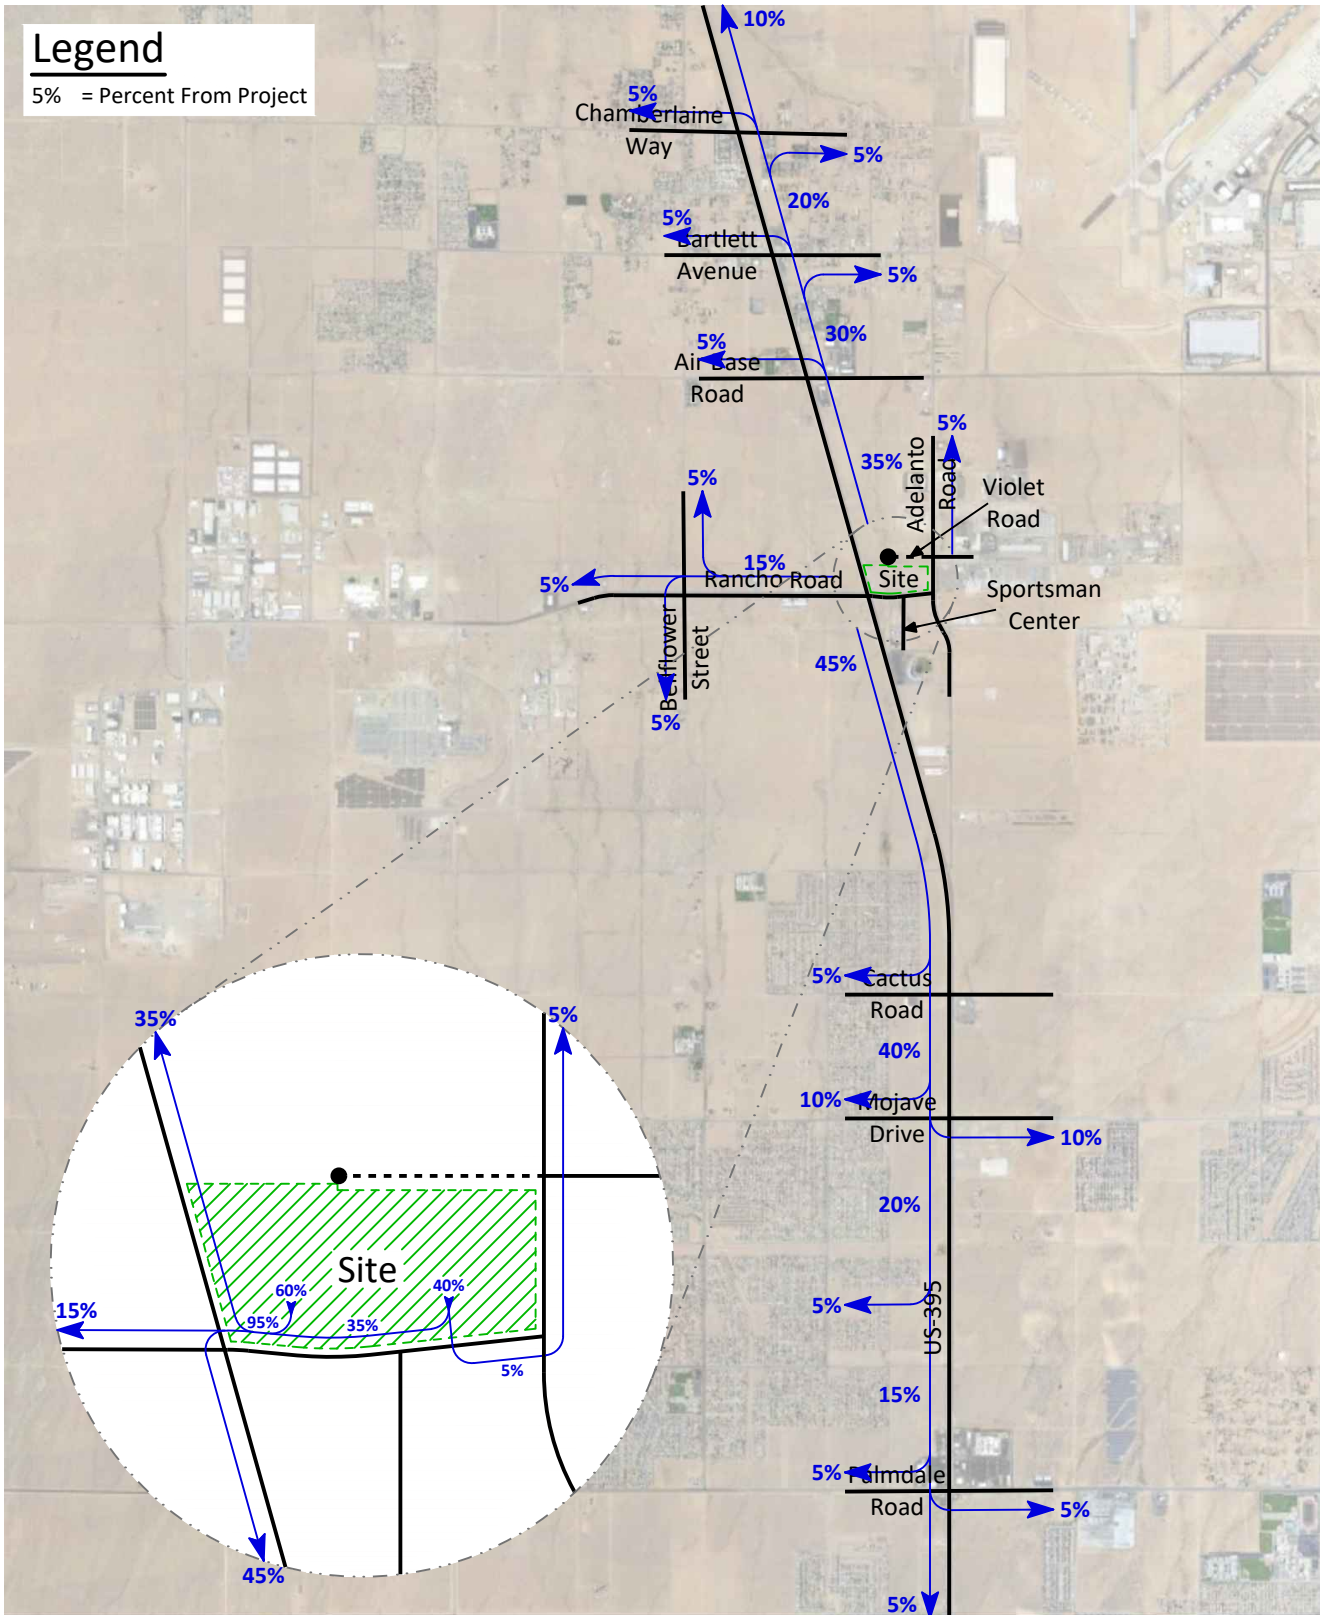 Legend
5% = Percent From Project
10%
5%
Chamberlaine
Way
5%
20%
5%
Bartlett
Avenue
5%
30%
5%
Air Base
Road
35%
5%
Adelanto
Road
Violet
Road
5%
15%
5%
Rancho Road
Site
Sportsman
Center
Bellflower
Street
45%
5%
5%
Cactus
Road
40%
10%
Mojave
Drive
10%
20%
5%
US-395
15%
5%
Palmdale
Road
5%
5%
35%
5%
Site
60%
40%
15%
95%
35%
5%
45%